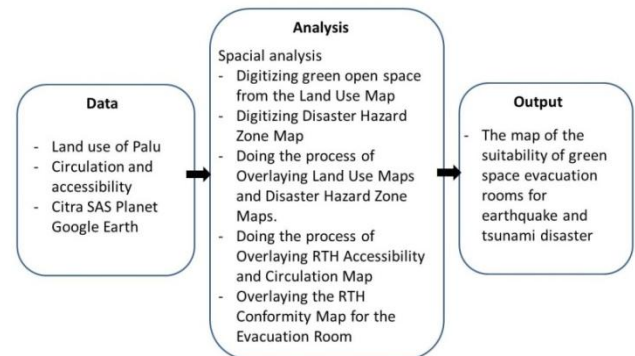 Data
- Land use of Palu
- Circulation and
accessibility
- Citra SAS Planet
Google Earth
Analysis
Spacial analysis
- Digitizing green open space
from the Land Use Map
- Digitizing Disaster Hazard
Zone Map
- Doing the process of
Overlaying Land Use Maps
and Disaster Hazard Zone
Maps.
- Doing the process of
Overlaying RTH Accessibility
and Circulation Map
- Overlaying the RTH
Conformity Map for the
Evacuation Room
Output
- The map of the
suitability of green
space evacuation
rooms for
earthquake and
tsunami disaster